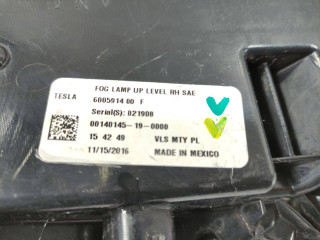 FOG LAMP UP LEVEL RH SAE
TESLA 6005914 00 F
Serial(S): 021908
00140145-19-0000
15 42 49 VLS MTY PL
11/15/2016 MADE IN MEXICO